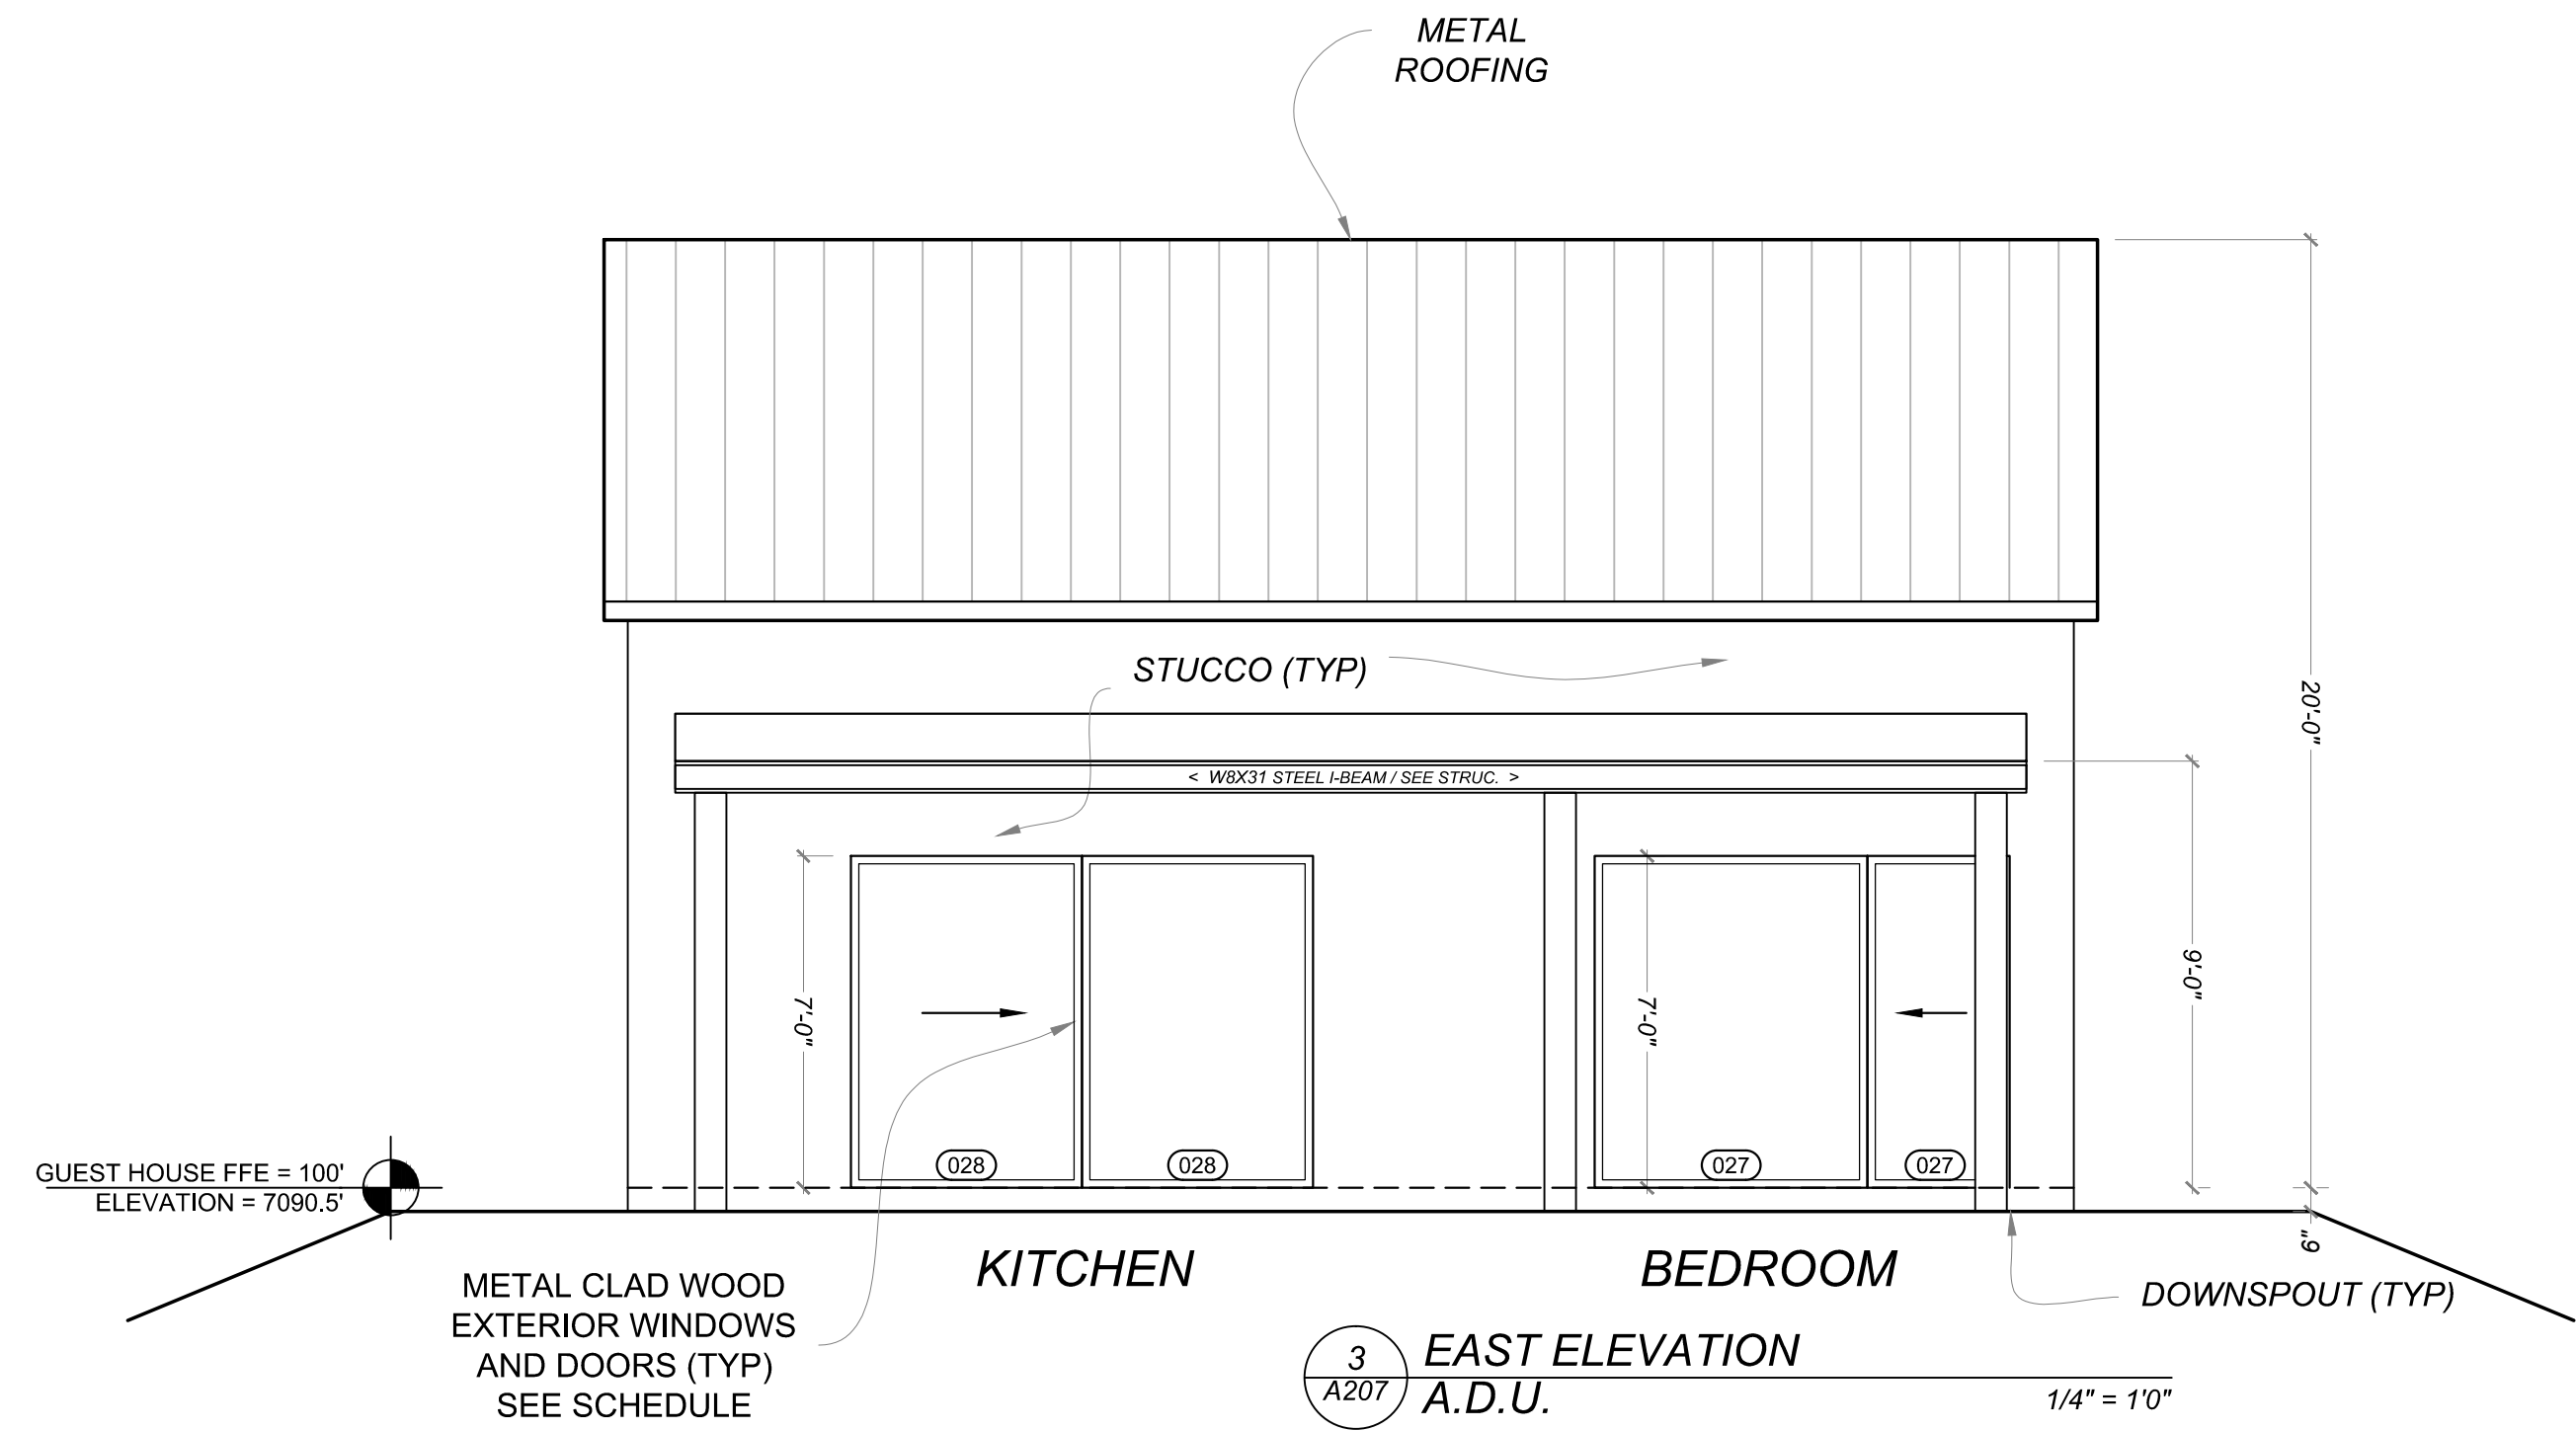 METAL
ROOFING
STUCCO (TYP)
< W8X31 STEEL I-BEAM / SEE STRUC. >
20'-0"
9'-0"
7'-0"
7'-0"
028
028
027
027
GUEST HOUSE FFE = 100'
ELEVATION = 7090.5'
6"
KITCHEN
BEDROOM
METAL CLAD WOOD
EXTERIOR WINDOWS
AND DOORS (TYP)
SEE SCHEDULE
DOWNSPOUT (TYP)
3
A207
EAST ELEVATION
A.D.U.
1/4" = 1'0"